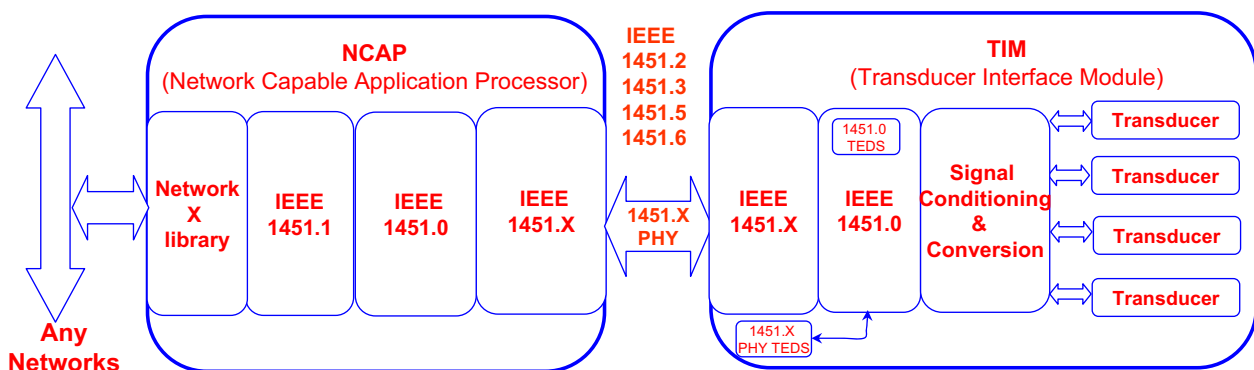 NCAP
(Network Capable Application Processor)
Network
X
library
IEEE
1451.1
IEEE
1451.0
IEEE
1451.X
Any
Networks
IEEE
1451.2
1451.3
1451.5
1451.6
1451.X
PHY
TIM
(Transducer Interface Module)
IEEE
1451.X
1451.0
TEDS
IEEE
1451.0
Signal
Conditioning
&
Conversion
1451.X
PHY TEDS
Transducer
Transducer
Transducer
Transducer